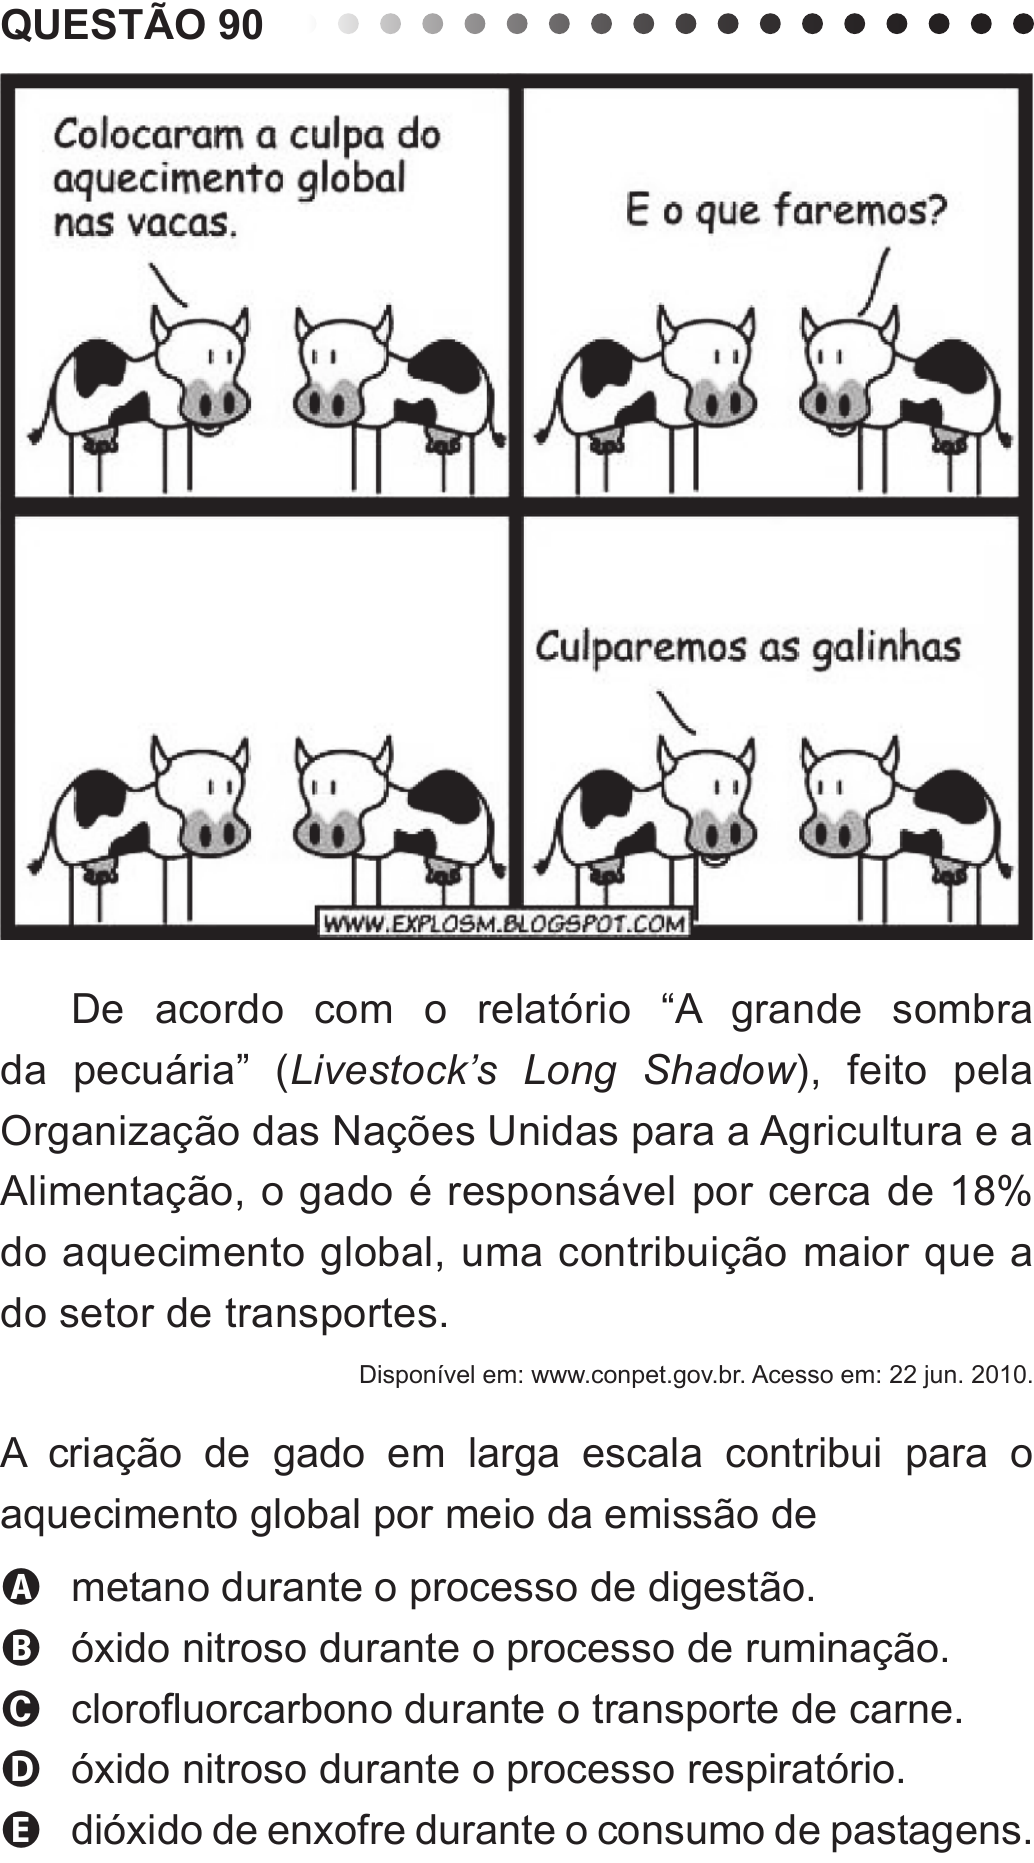 QUESTÃO 90
Colocaram a culpa do
aquecimento global
nas vacas.
E o que faremos?
Culparemos as galinhas
WWW.EXPLOSM.BLOGSPOT.COM
De acordo com o relatório “A grande sombra
da pecuária” (Livestock’s Long Shadow), feito pela
Organização das Nações Unidas para a Agricultura e a
Alimentação, o gado é responsável por cerca de 18%
do aquecimento global, uma contribuição maior que a
do setor de transportes.
Disponível em: www.conpet.gov.br. Acesso em: 22 jun. 2010.
A criação de gado em larga escala contribui para o
aquecimento global por meio da emissão de
A metano durante o processo de digestão.
B óxido nitroso durante o processo de ruminação.
C clorofluorcarbono durante o transporte de carne.
D óxido nitroso durante o processo respiratório.
E dióxido de enxofre durante o consumo de pastagens.